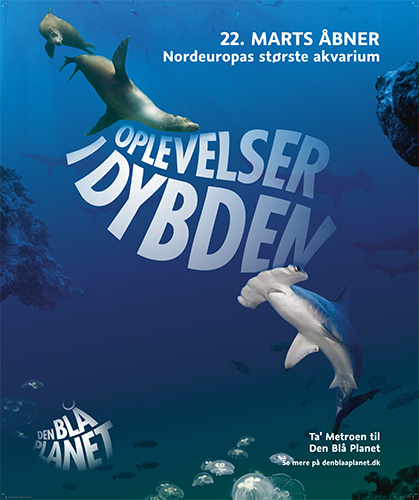 22. MARTS ÅBNER
Nordeuropas største akvarium
OPLEVELSER
I DYBDEN
DEN BLÅ
PLANET
Ta' Metroen til
Den Blå Planet
Se mere på denblaaplanet.dk